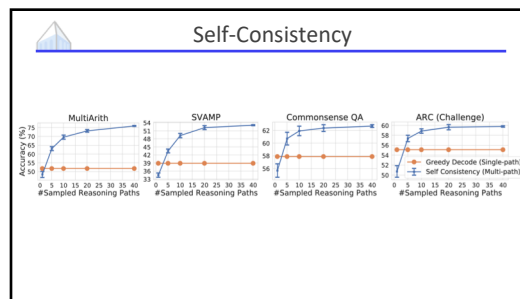 Self-Consistency
MultiArith
SVAMP
Commonsense QA
ARC (Challenge)
Accuracy (%)
75
70
65
60
55
50
54
51
48
45
42
39
36
33
62
60
58
56
60
58
56
54
52
50
Greedy Decode (Single-path)
Self Consistency (Multi-path)
0 5 10 15 20 25 30 35 40
0 5 10 15 20 25 30 35 40
0 5 10 15 20 25 30 35 40
0 5 10 15 20 25 30 35 40
#Sampled Reasoning Paths
#Sampled Reasoning Paths
#Sampled Reasoning Paths
#Sampled Reasoning Paths